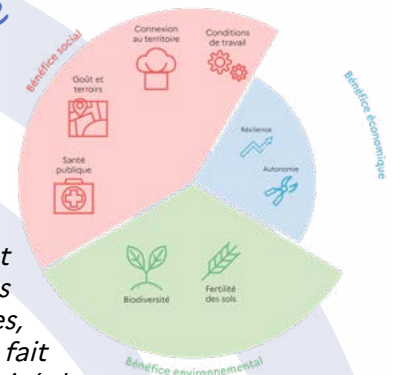 Bénéfice social
Connexion
au territoire
Conditions
de travail
Goût et
terroirs
Santé
publique
Bénéfice économique
Résilience
Autonomie
Biodiversité
Fertilité
des sols
Bénéfice environnemental
fait